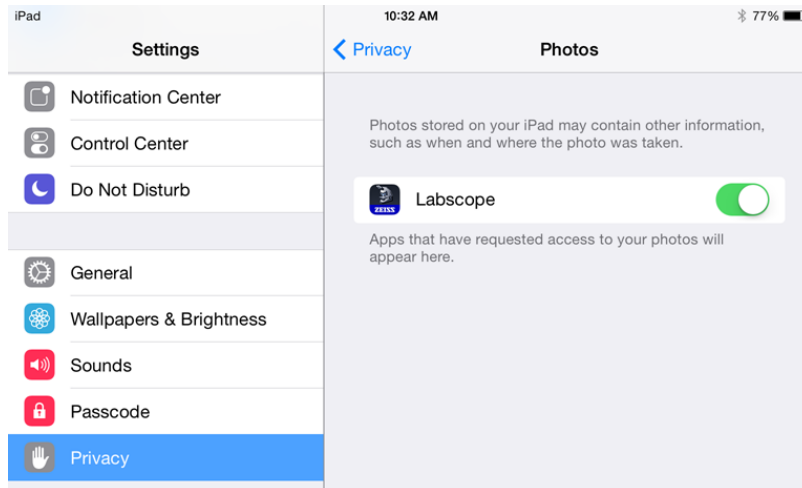 iPad
10:32 AM
77%
Settings
Privacy
Photos
Notification Center
Control Center
Do Not Disturb
General
Wallpapers & Brightness
Sounds
Passcode
Privacy
Photos stored on your iPad may contain other information,
such as when and where the photo was taken.
ZEISS
Labscope
Apps that have requested access to your photos will
appear here.